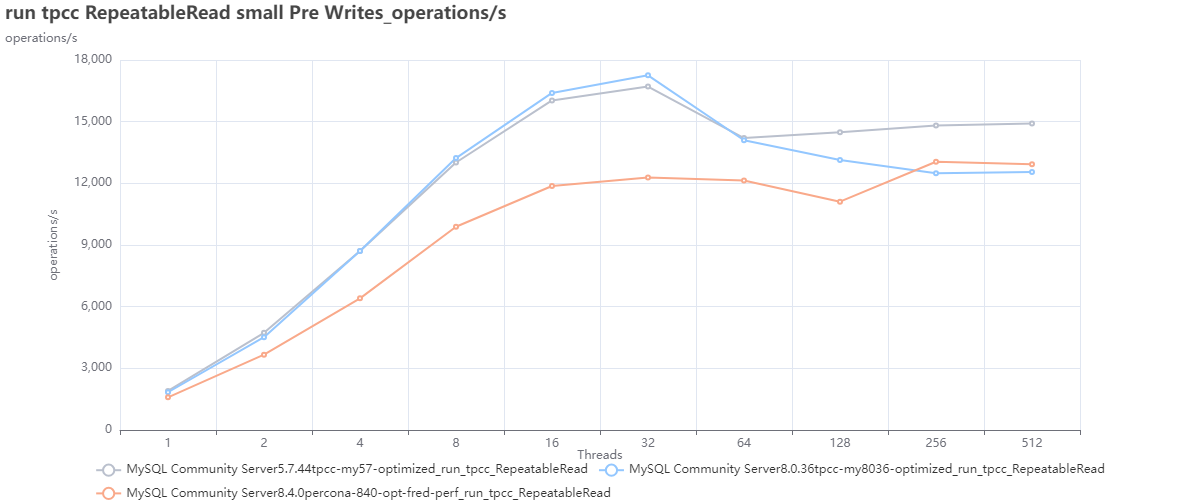 run tpcc RepeatableRead small Pre Writes_operations/s
operations/s
18,000
15,000
12,000
9,000
6,000
3,000
0
operations/s
1 2 4 8 16 32 64 128 256 512
Threads
MySQL Community Server5.7.44tpcc-my57-optimized_run_tpcc_RepeatableRead MySQL Community Server8.0.36tpcc-my8036-optimized_run_tpcc_RepeatableRead
MySQL Community Server8.4.0percona-840-opt-fred-perf_run_tpcc_RepeatableRead